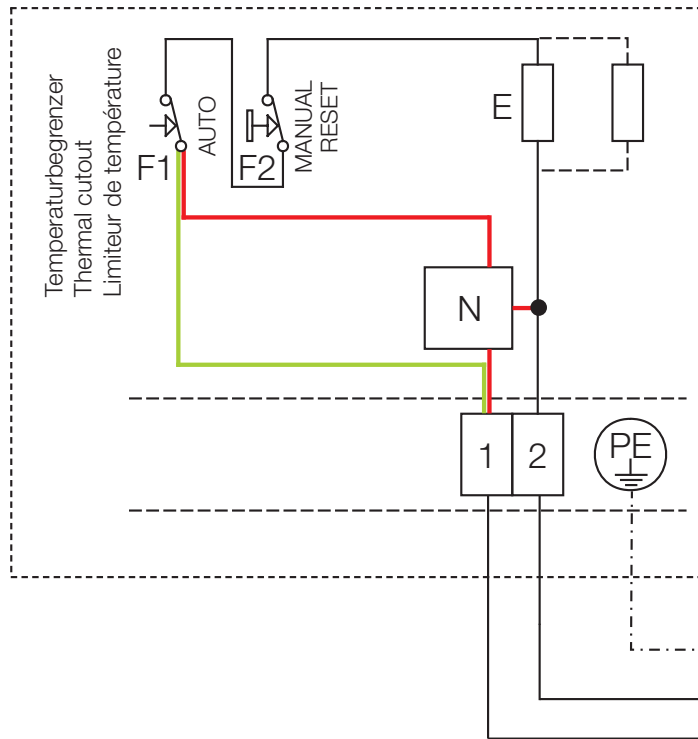 Temperaturbegrenzer
Thermal cutout
Limiteur de température
F1
AUTO
F2
MANUAL
RESET
E
N
1
2
PE